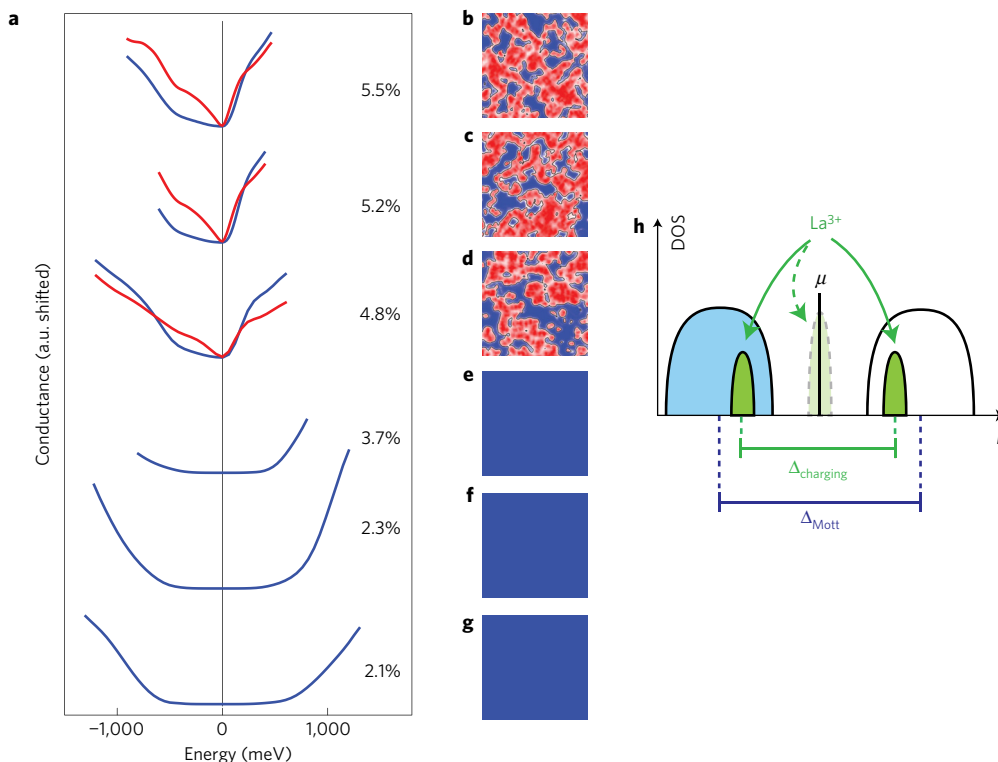 a
Conductance (a.u. shifted)
5.5%
5.2%
4.8%
3.7%
2.3%
2.1%
−1,000
0
1,000
Energy (meV)
b
c
d
e
f
g
h
DOS
La³⁺
μ
Δcharging
ΔMott